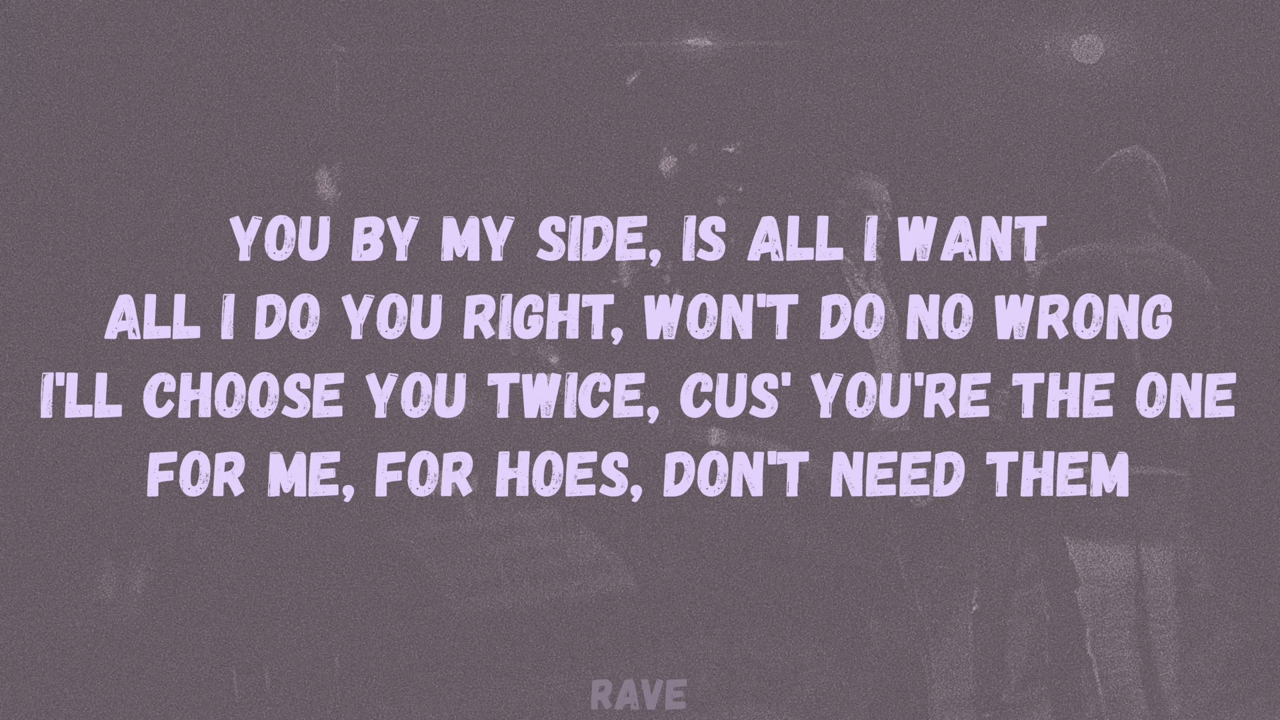 YOU BY MY SIDE, IS ALL I WANT
ALL I DO YOU RIGHT, WON'T DO NO WRONG
I'LL CHOOSE YOU TWICE, CUS' YOU'RE THE ONE
FOR ME, FOR HOES, DON'T NEED THEM
RAVE